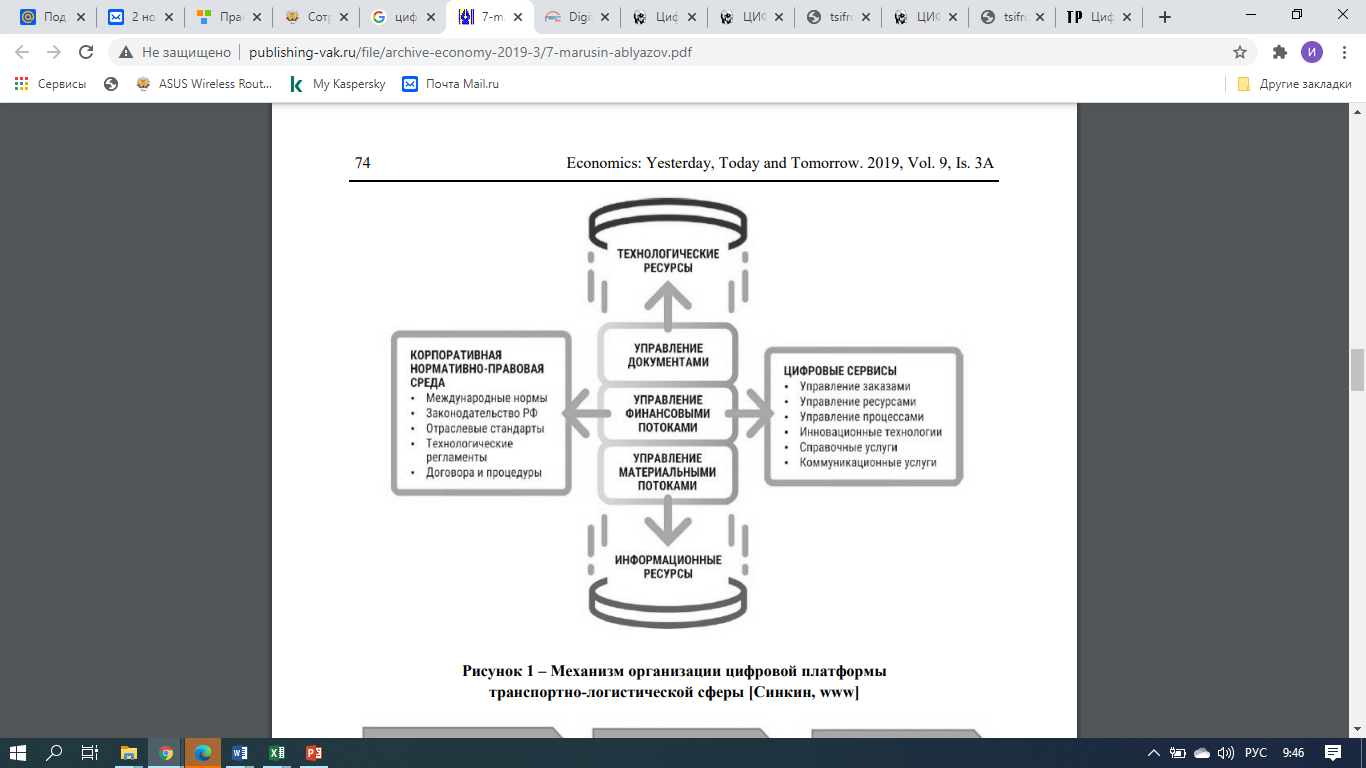 Под
2 но
Пра
Сотр
циф
7-ma
Digi
Циф
ЦИФ
tsifro
ЦИФ
tsifro
Циф
Не защищено | publishing-vak.ru/file/archive-economy-2019-3/7-marusin-ablyazov.pdf
И
Сервисы
ASUS Wireless Rout...
My Kaspersky
Почта Mail.ru
Другие закладки
74 Economics: Yesterday, Today and Tomorrow. 2019, Vol. 9, Is. 3A
ТЕХНОЛОГИЧЕСКИЕ
РЕСУРСЫ
КОРПОРАТИВНАЯ
НОРМАТИВНО-ПРАВОВАЯ
СРЕДА
• Международные нормы
• Законодательство РФ
• Отраслевые стандарты
• Технологические
регламенты
• Договора и процедуры
УПРАВЛЕНИЕ
ДОКУМЕНТАМИ
УПРАВЛЕНИЕ
ФИНАНСОВЫМИ
ПОТОКАМИ
УПРАВЛЕНИЕ
МАТЕРИАЛЬНЫМИ
ПОТОКАМИ
ЦИФРОВЫЕ СЕРВИСЫ
• Управление заказами
• Управление ресурсами
• Управление процессами
• Инновационные технологии
• Справочные услуги
• Коммуникационные услуги
ИНФОРМАЦИОННЫЕ
РЕСУРСЫ
Рисунок 1 – Механизм организации цифровой платформы
транспортно-логистической сферы [Синкин, www]
РУС
9:46